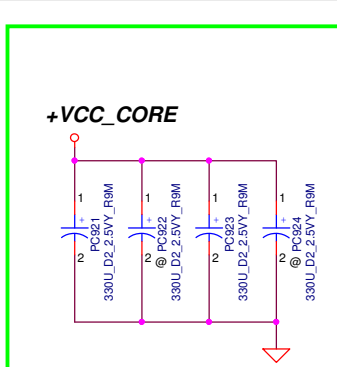 +VCC_CORE
1
+
2
PC921
330U_D2_2.5VY_R9M
1
+
2
@ PC922
330U_D2_2.5VY_R9M
1
+
2
PC923
330U_D2_2.5VY_R9M
1
+
2
@ PC924
330U_D2_2.5VY_R9M